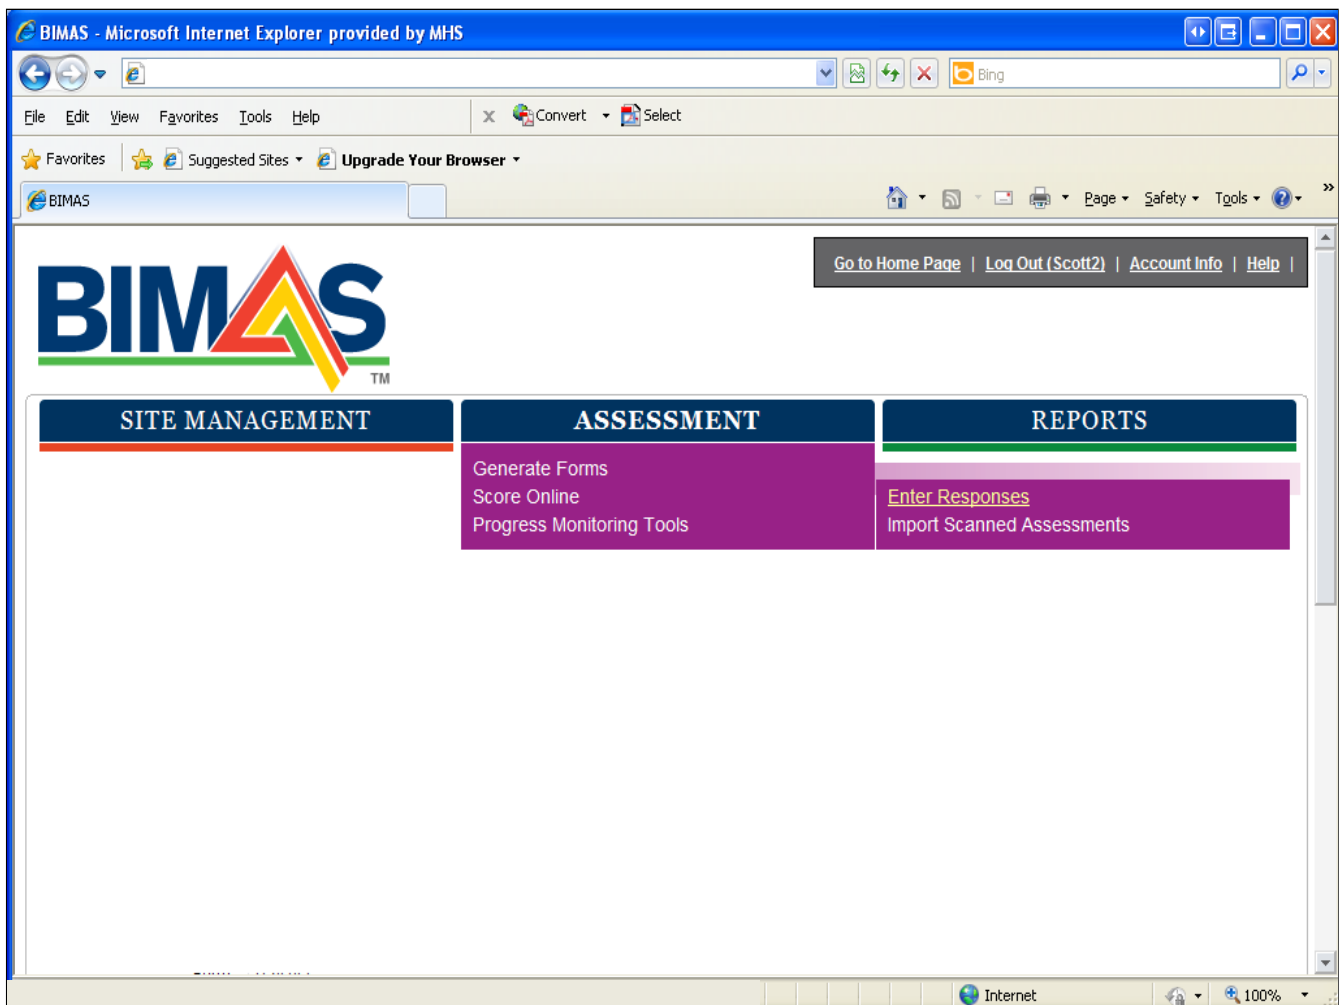 BIMAS - Microsoft Internet Explorer provided by MHS
Bing
File Edit View Favorites Tools Help x Convert Select
Favorites Suggested Sites Upgrade Your Browser
BIMAS Page Safety Tools »
Go to Home Page | Log Out (Scott2) | Account Info | Help |
BIMAS
TM
SITE MANAGEMENT ASSESSMENT REPORTS
Generate Forms
Score Online Enter Responses
Progress Monitoring Tools Import Scanned Assessments
Internet 100%